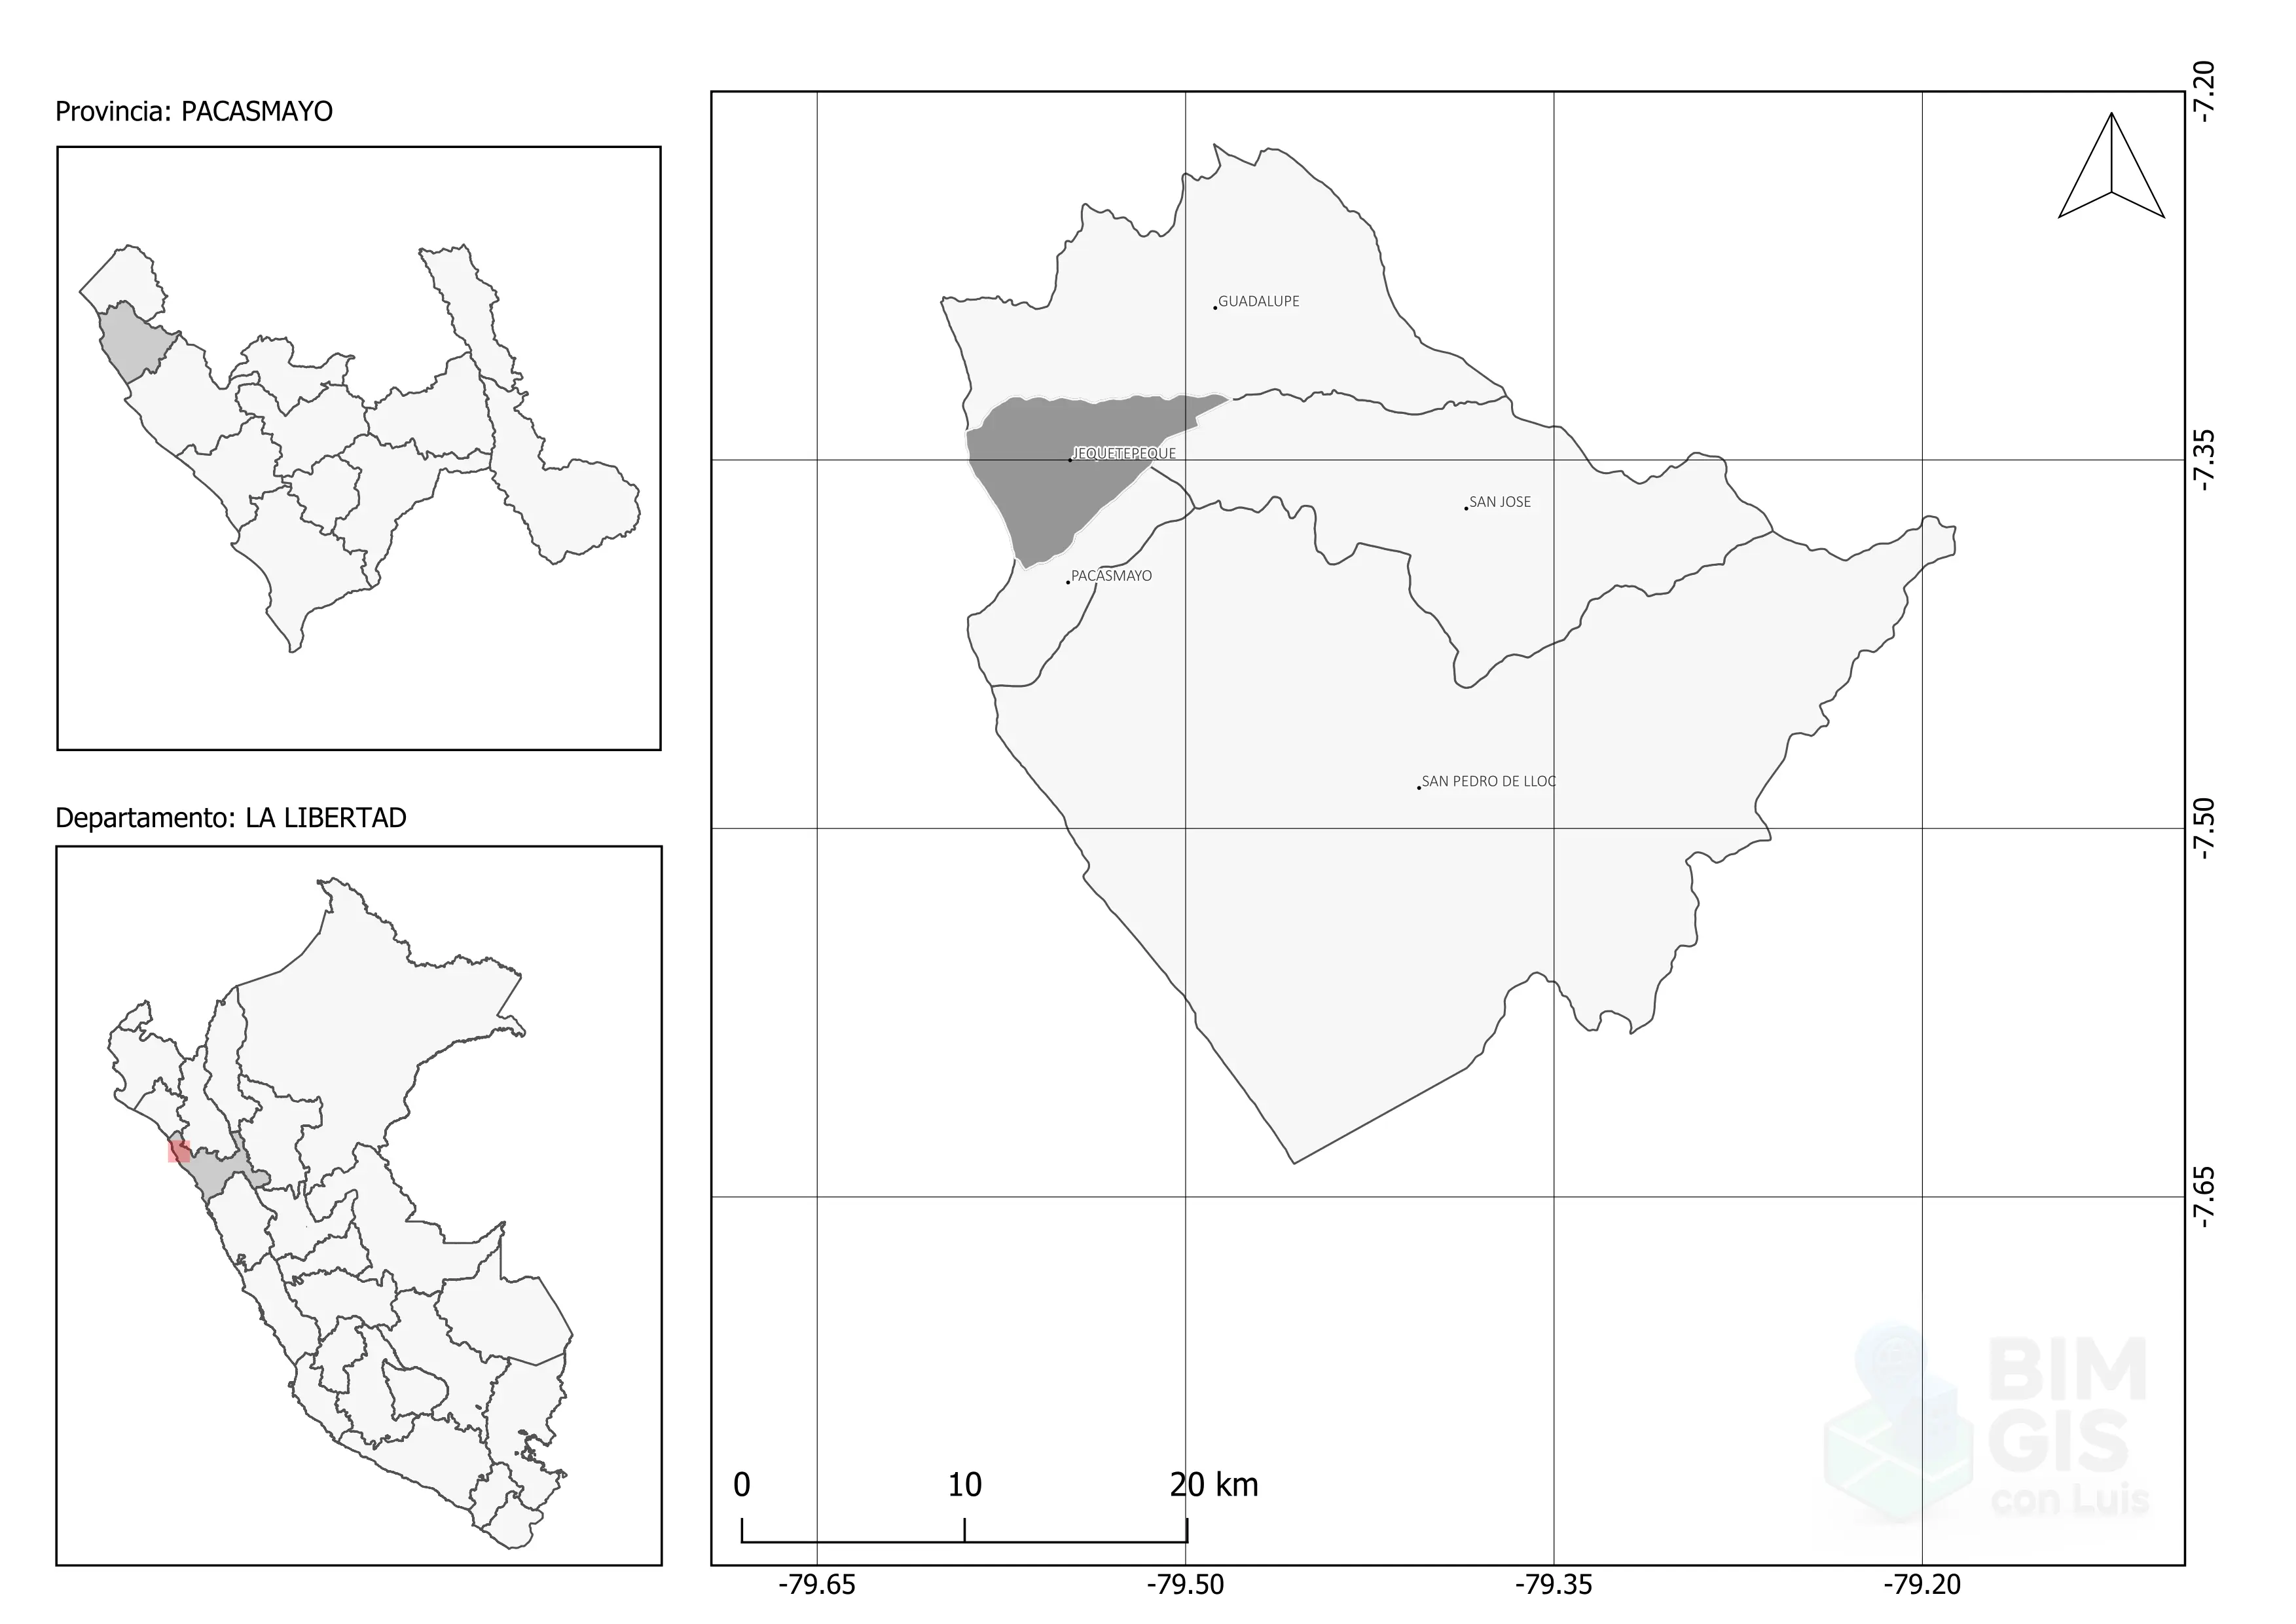 Provincia: PACASMAYO
Departamento: LA LIBERTAD
GUADALUPE
JEQUETEPEQUE
SAN JOSE
PACASMAYO
SAN PEDRO DE LLOC
-7.20
-7.35
-7.50
-7.65
0 10 20 km
-79.65 -79.50 -79.35 -79.20
BIM
GIS
con Luis